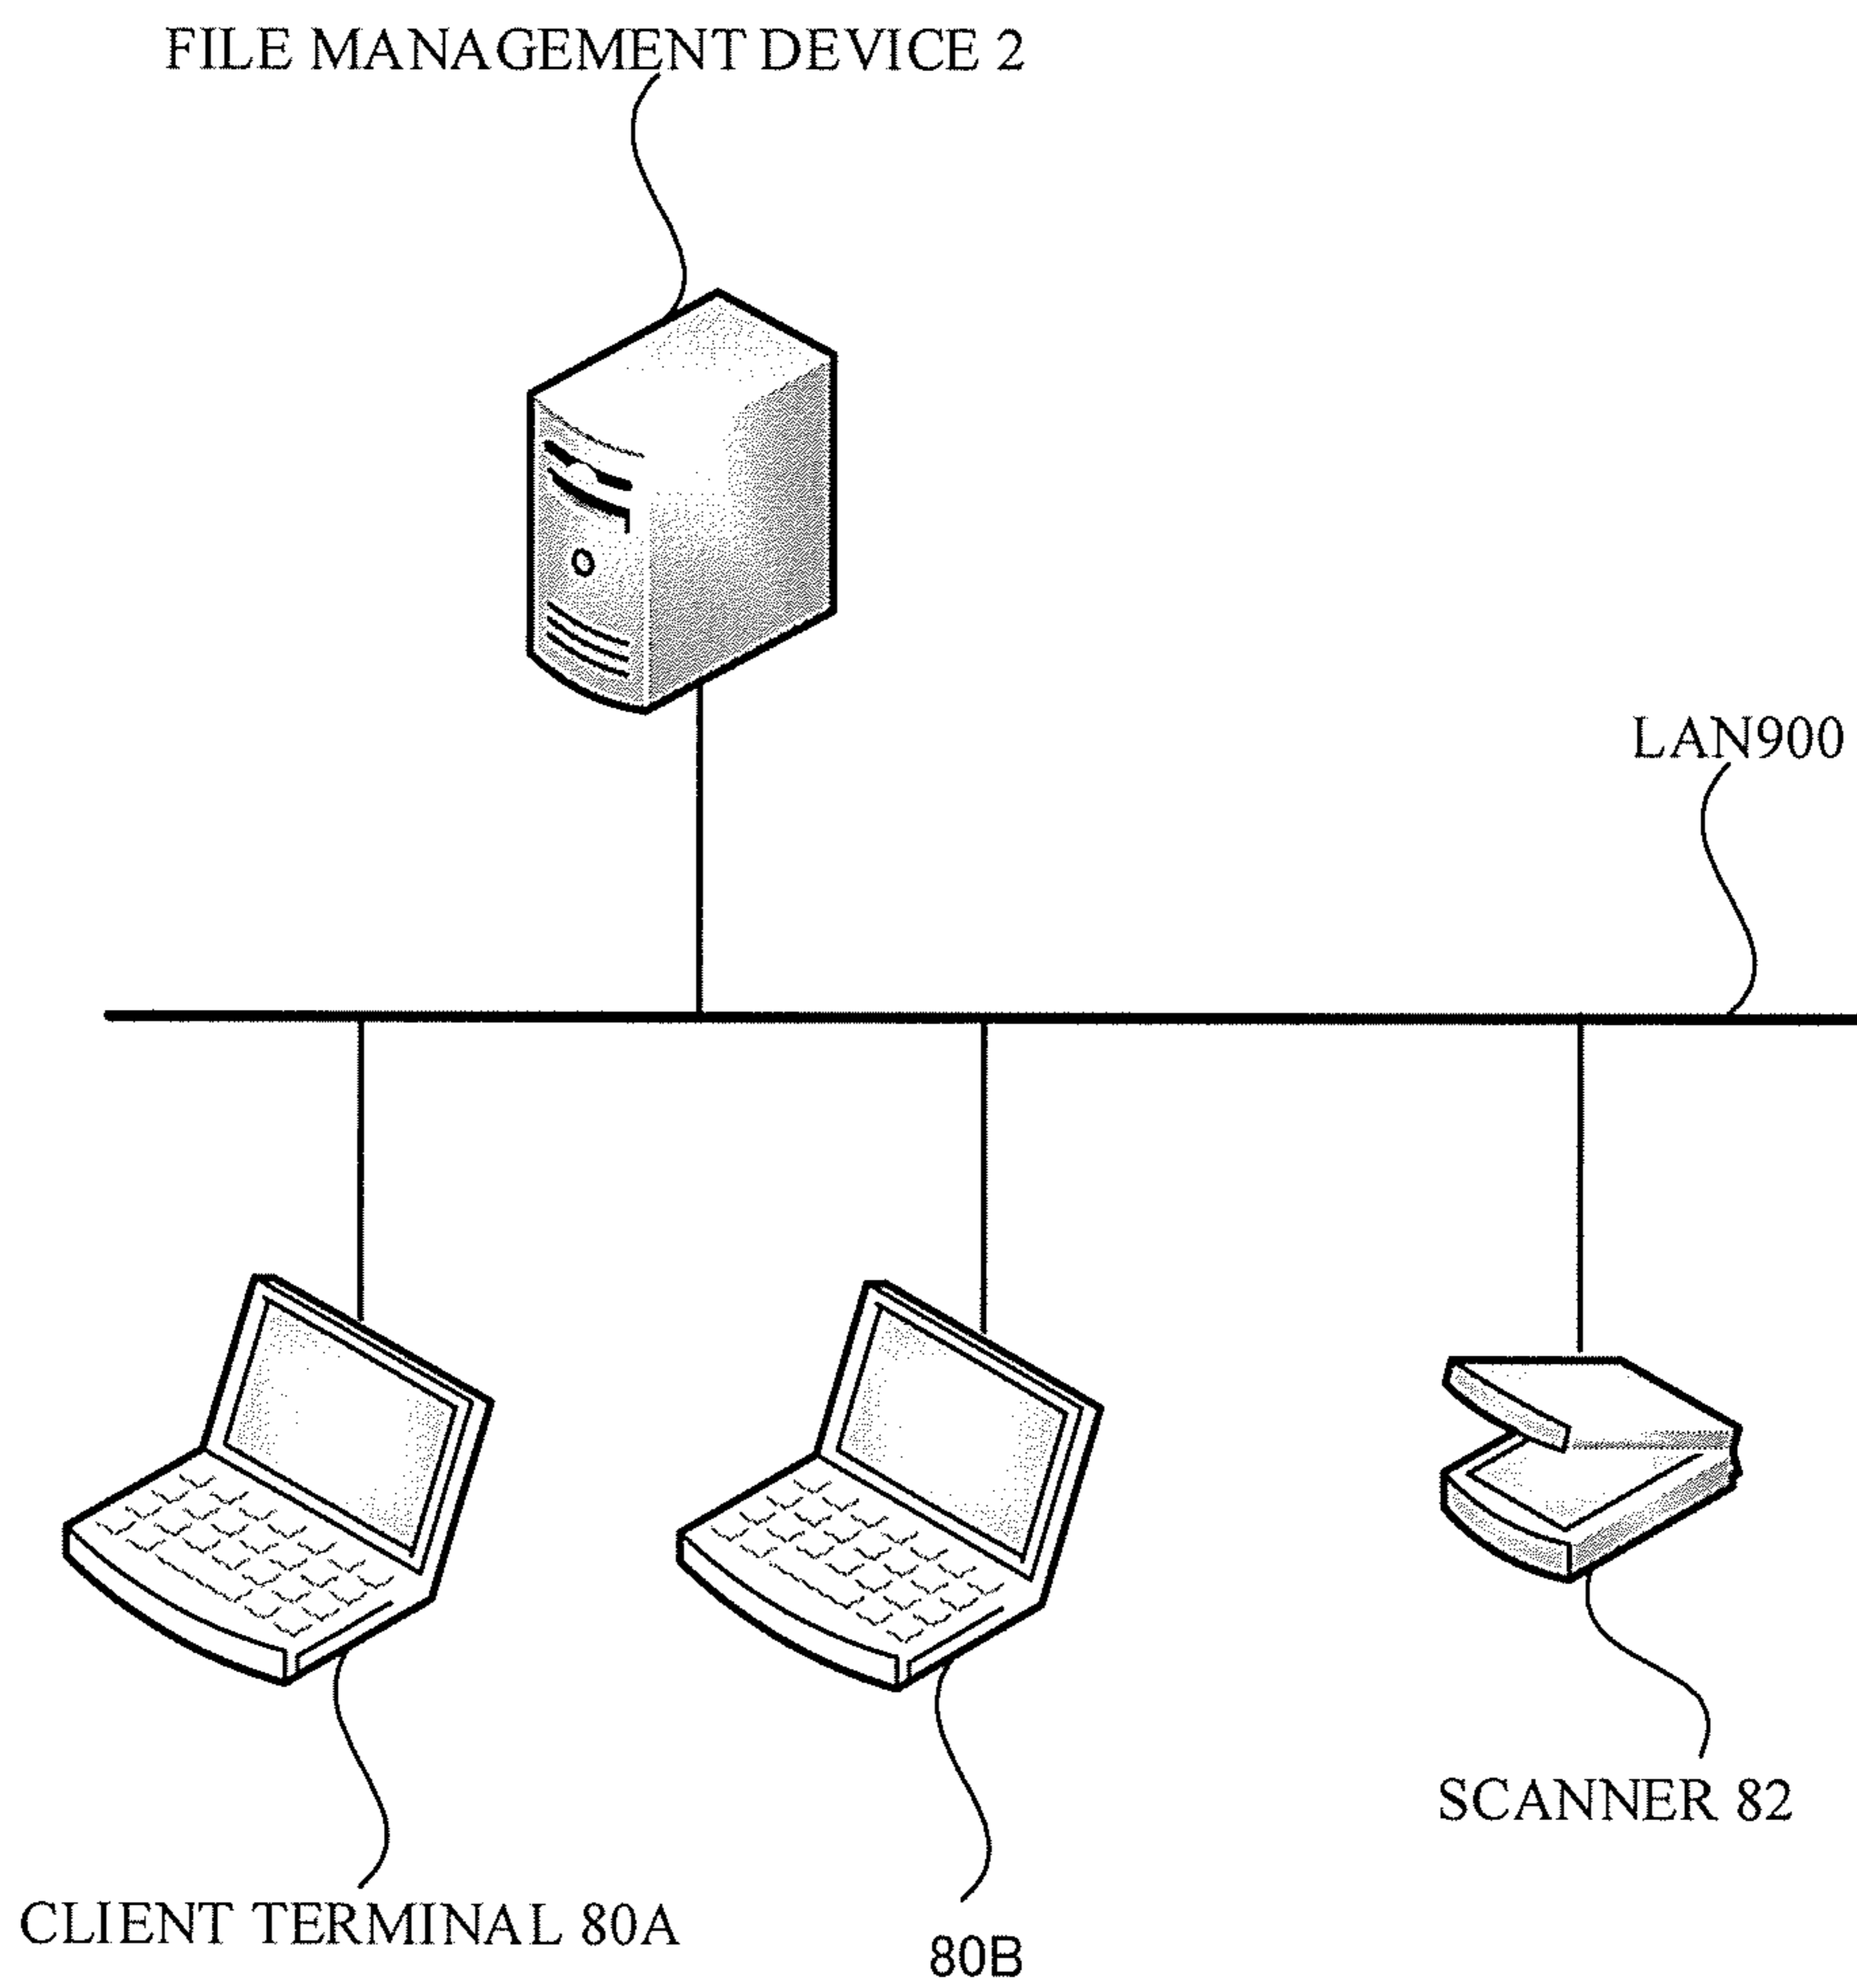 FILE MANAGEMENT DEVICE 2
LAN900
SCANNER 82
CLIENT TERMINAL 80A
80B